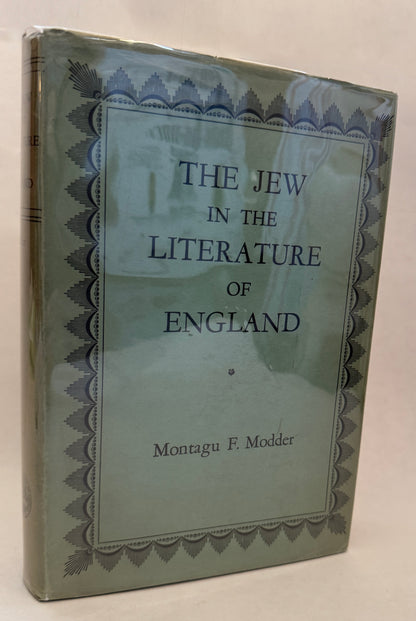 THE JEW
IN THE
LITERATURE
OF
ENGLAND
Montagu F. Modder